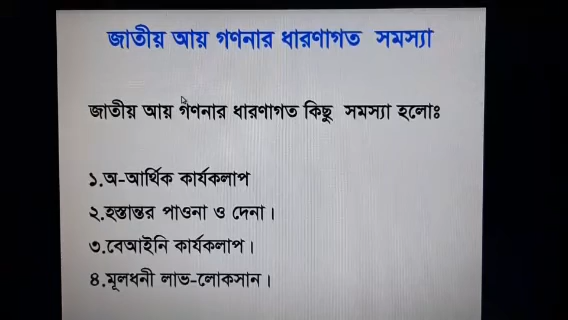 জাতীয় আয় গণনার ধারণাগত সমস্যা
জাতীয় আয় গণনার ধারণাগত কিছু সমস্যা হলোঃ
১.অ-আর্থিক কার্যকলাপ
২.হস্তান্তর পাওনা ও দেনা।
৩.বেআইনি কার্যকলাপ।
৪.মূলধনী লাভ-লোকসান।